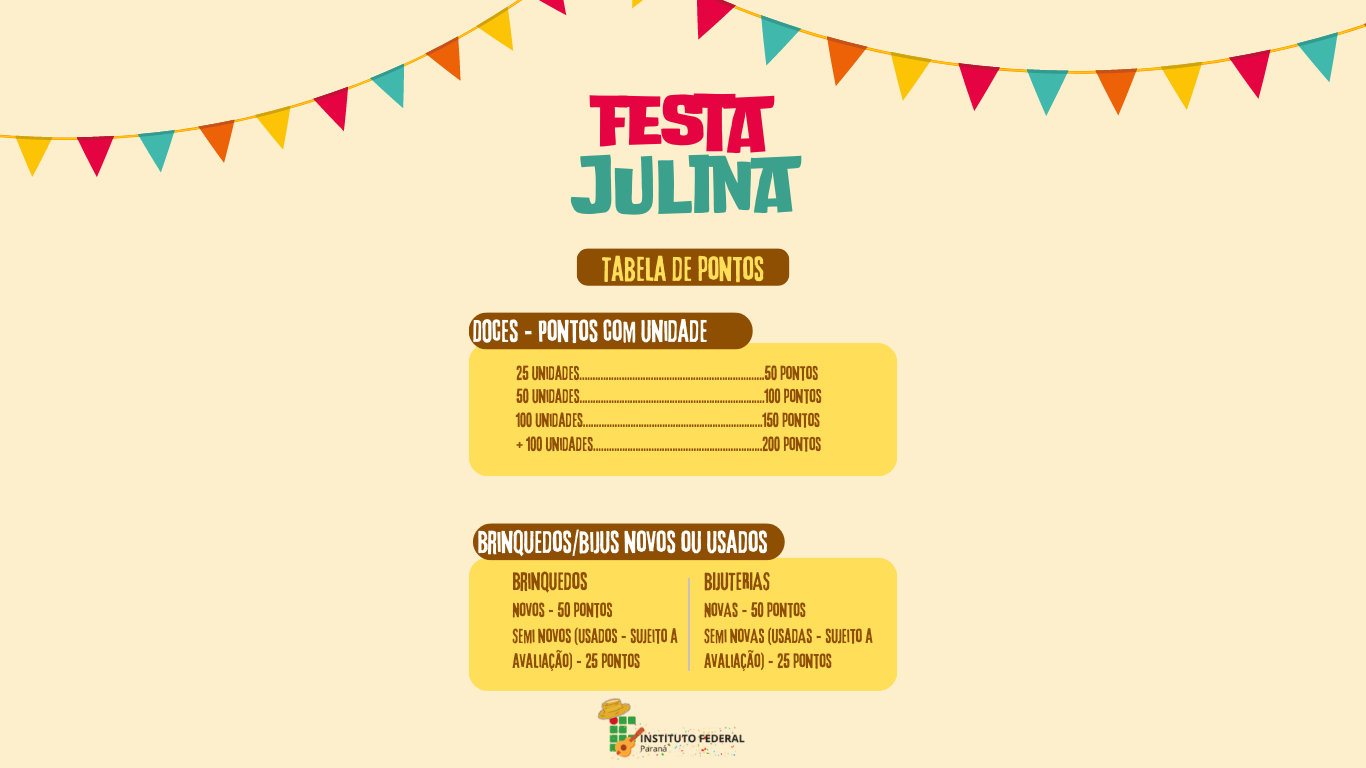 FESTA
JULINA
TABELA DE PONTOS
DOCES - PONTOS COM UNIDADE
25 UNIDADES......................................................................50 PONTOS
50 UNIDADES......................................................................100 PONTOS
100 UNIDADES....................................................................150 PONTOS
+ 100 UNIDADES................................................................200 PONTOS
BRINQUEDOS/BIJUS NOVOS OU USADOS
BRINQUEDOS
NOVOS - 50 PONTOS
SEMI NOVOS (USADOS - SUJEITO A
AVALIAÇÃO) - 25 PONTOS
BIJUTERIAS
NOVAS - 50 PONTOS
SEMI NOVAS (USADAS - SUJEITO A
AVALIAÇÃO) - 25 PONTOS
INSTITUTO FEDERAL
Paraná